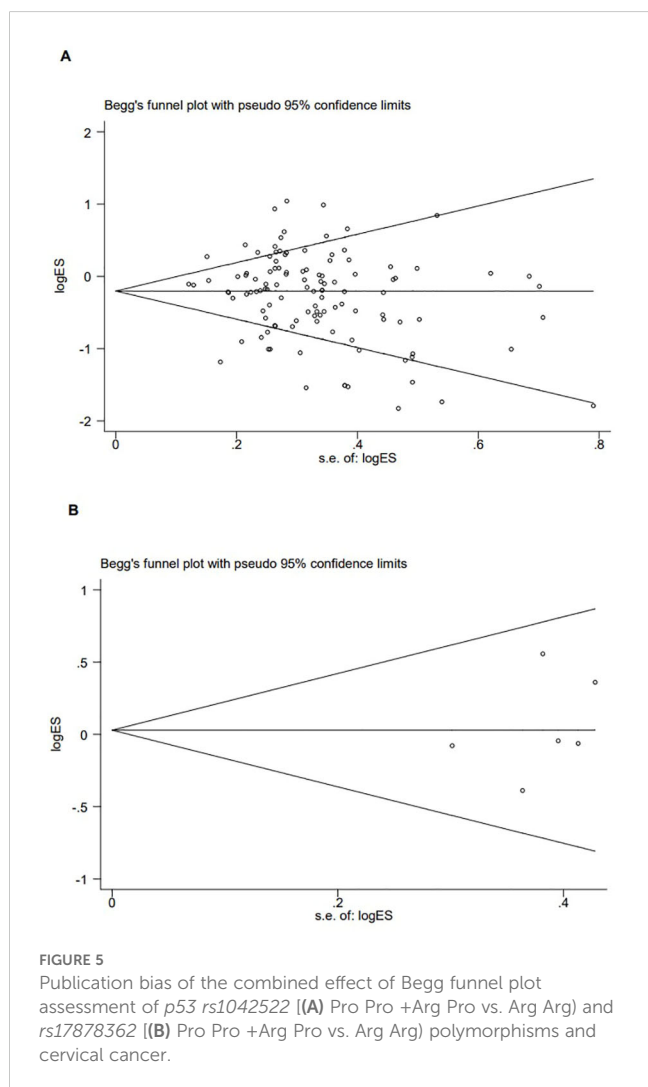 A
Begg's funnel plot with pseudo 95% confidence limits
2
1
0
-1
-2
logES
0
.2
.4
.6
.8
s.e. of: logES
B
Begg's funnel plot with pseudo 95% confidence limits
1
.5
0
-.5
-1
logES
0
.2
.4
s.e. of: logES
FIGURE 5
Publication bias of the combined effect of Begg funnel plot
assessment of p53 rs1042522 [(A) Pro Pro +Arg Pro vs. Arg Arg) and
rs17878362 [(B) Pro Pro +Arg Pro vs. Arg Arg) polymorphisms and
cervical cancer.